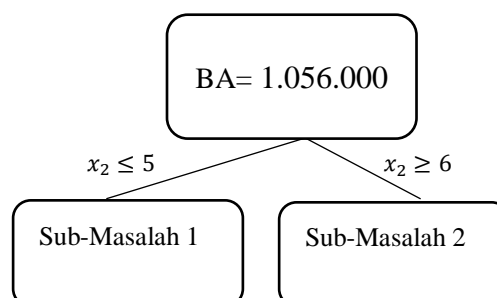 BA= 1.056.000
𝑥₂ ≤ 5
𝑥₂ ≥ 6
Sub-Masalah 1
Sub-Masalah 2